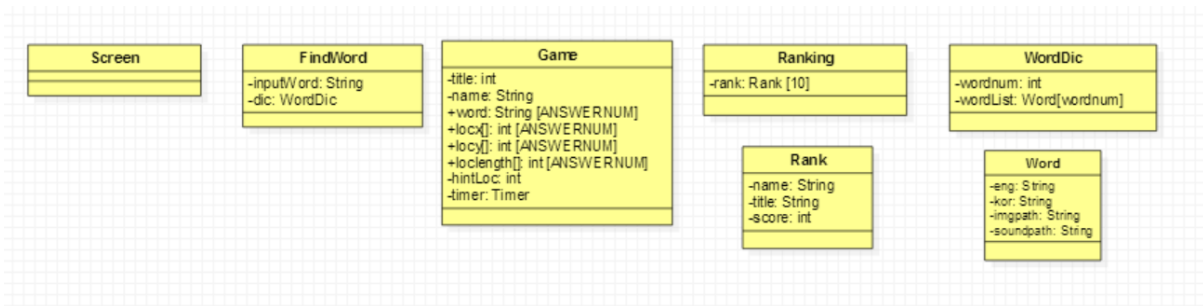 Screen
FindWord
-inputWord: String
-dic: WordDic
Game
-title: int
-name: String
+word: String [ANSWERNUM]
+locx[]: int [ANSWERNUM]
+locy[]: int [ANSWERNUM]
+loclength[]: int [ANSWERNUM]
-hintLoc: int
-timer: Timer
Ranking
-rank: Rank [10]
Rank
-name: String
-title: String
-score: int
WordDic
-wordnum: int
-wordList: Word[wordnum]
Word
-eng: String
-kor: String
-imgpath: String
-soundpath: String